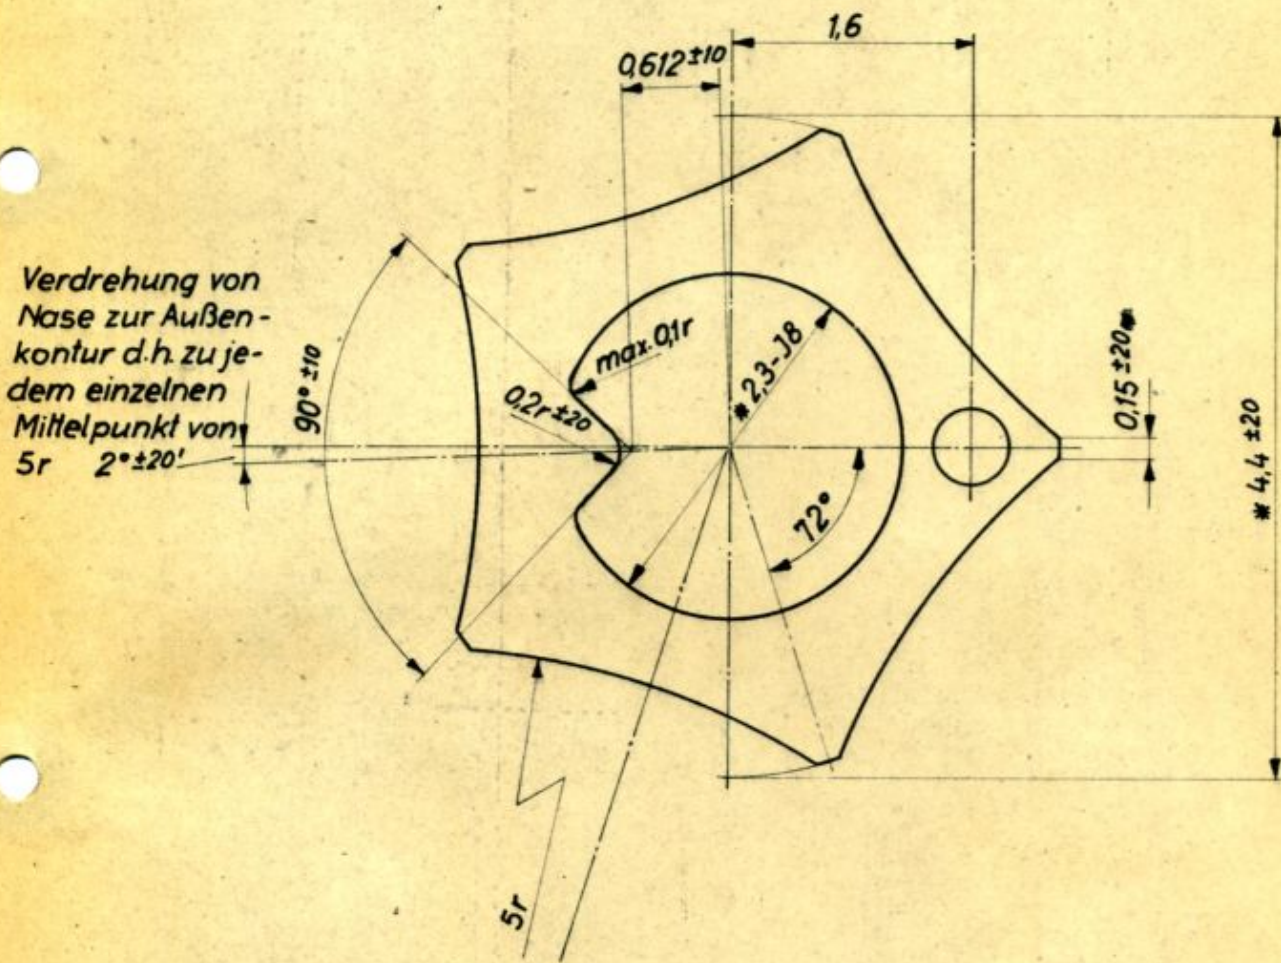 1,6
0,612 ±10
Verdrehung von
Nase zur Außen-
kontur d.h. zu je-
dem einzelnen
Mittelpunkt von
5r 2° ±20'
90° ±10
max. 0,1r
0,2r ±20
* 2,3-J8
72°
0,15 ±20
* 4,4 ±20
5r